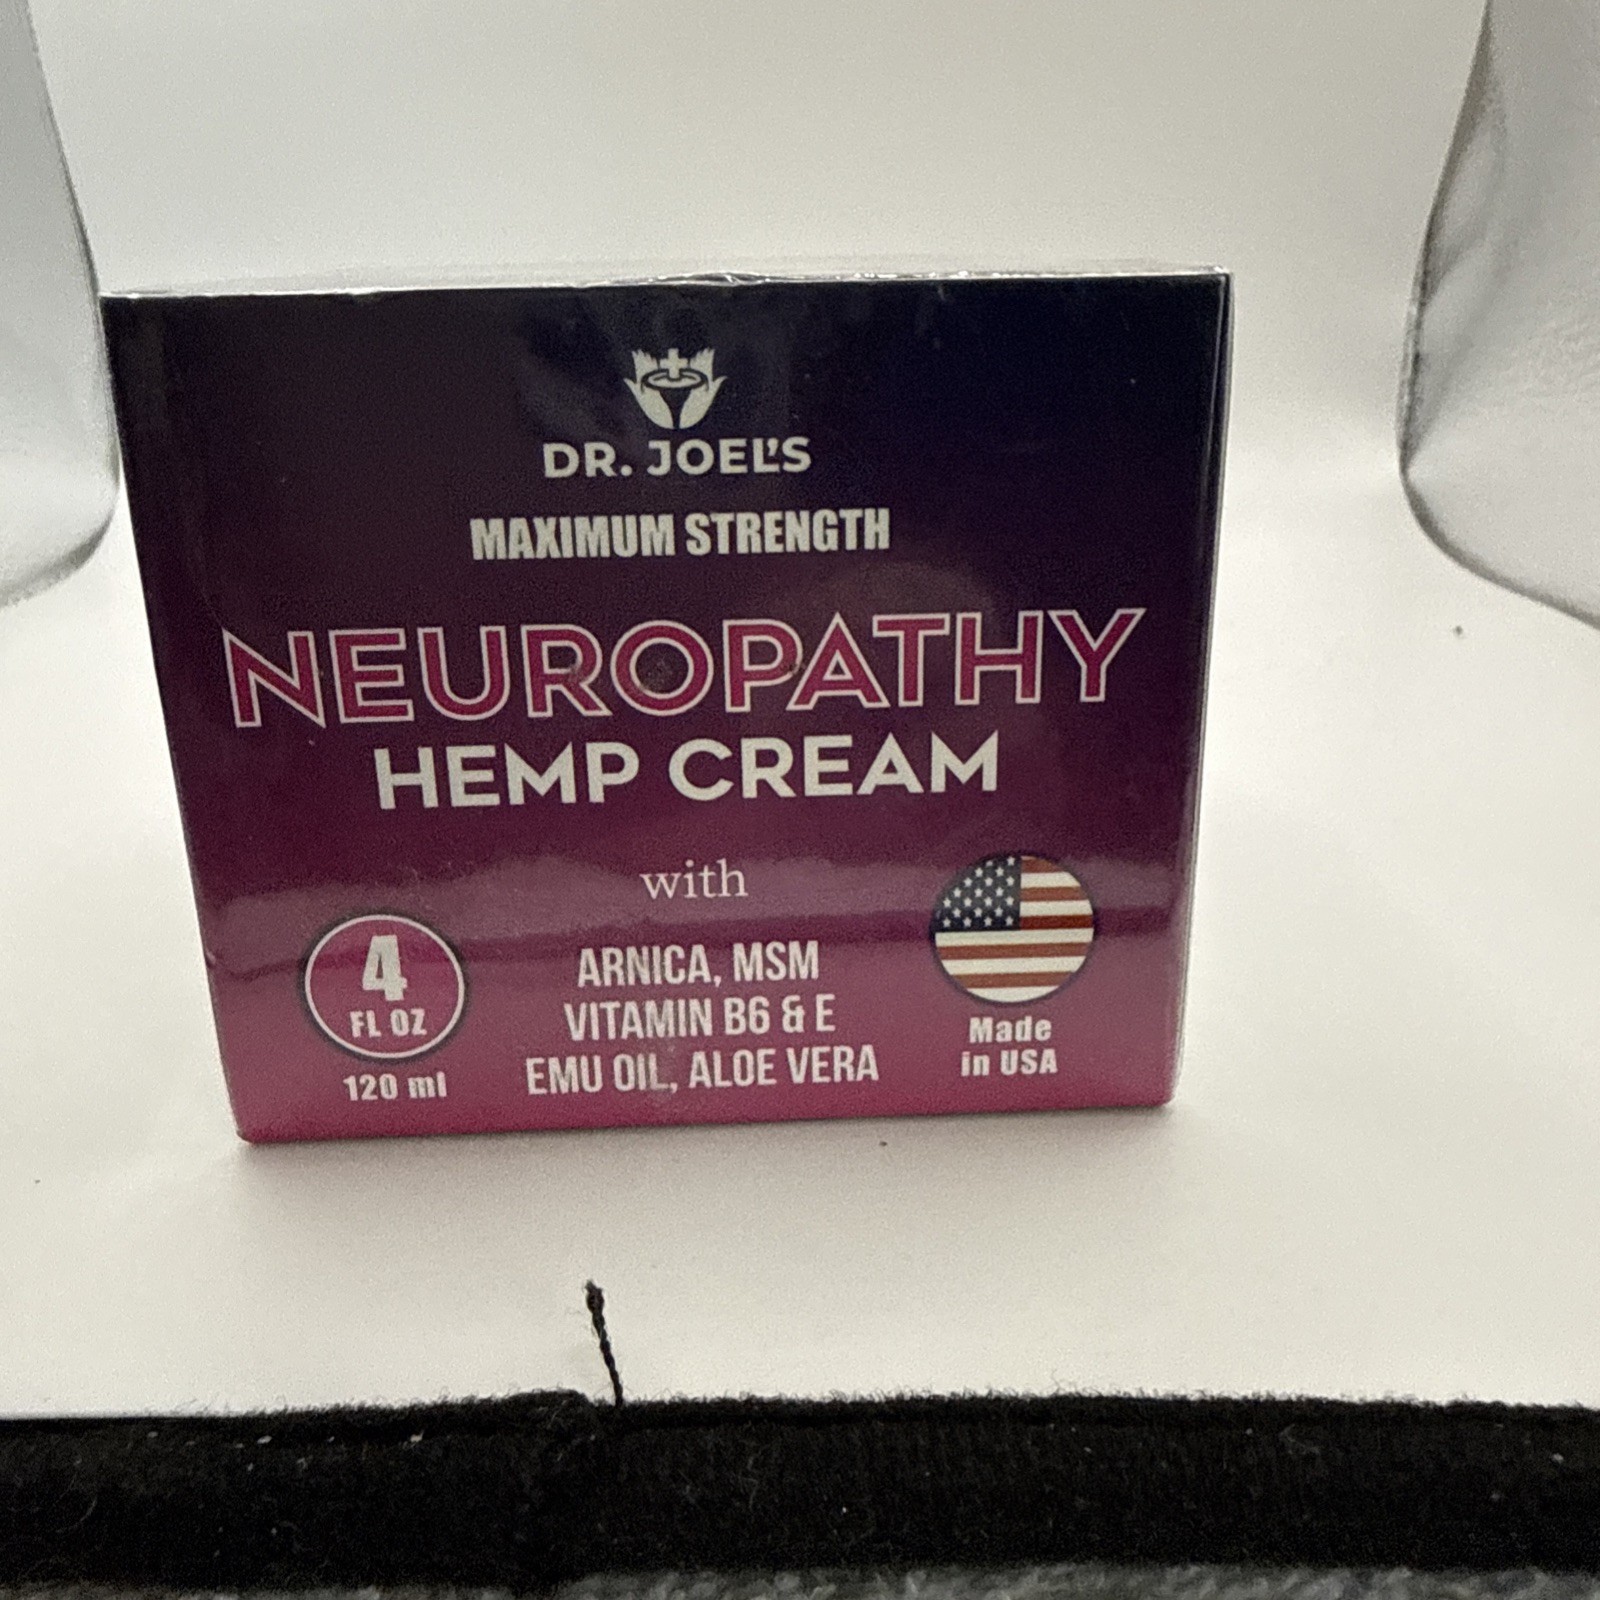 DR. JOEL'S
MAXIMUM STRENGTH
NEUROPATHY
HEMP CREAM
with
ARNICA, MSM
VITAMIN B6 & E
EMU OIL, ALOE VERA
4
FL OZ
120 ml
Made
in USA